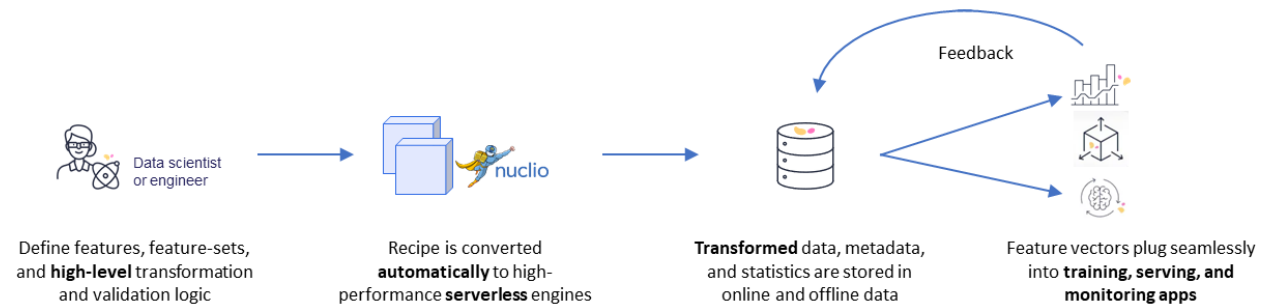 Feedback
Data scientist
or engineer
nuclio
Define features, feature-sets,
and high-level transformation
and validation logic
Recipe is converted
automatically to high-
performance serverless engines
Transformed data, metadata,
and statistics are stored in
online and offline data
Feature vectors plug seamlessly
into training, serving, and
monitoring apps